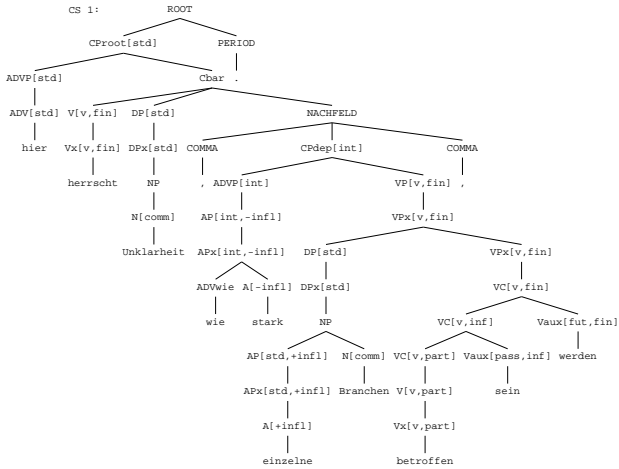 CS 1: ROOT
CProot[std] PERIOD
ADVP[std] Cbar .
ADV[std] V[v,fin] DP[std] NACHFELD
hier Vx[v,fin] DPx[std] COMMA CPdep[int] COMMA
herrscht NP , ADVP[int] VP[v,fin] ,
N[comm] AP[int,-infl] VPx[v,fin]
Unklarheit APx[int,-infl] DP[std] VPx[v,fin]
ADVwie A[-infl] DPx[std] VC[v,fin]
wie stark NP VC[v,inf] Vaux[fut,fin]
AP[std,+infl] N[comm] VC[v,part] Vaux[pass,inf] werden
APx[std,+infl] Branchen V[v,part] sein
A[+infl] Vx[v,part]
einzelne betroffen